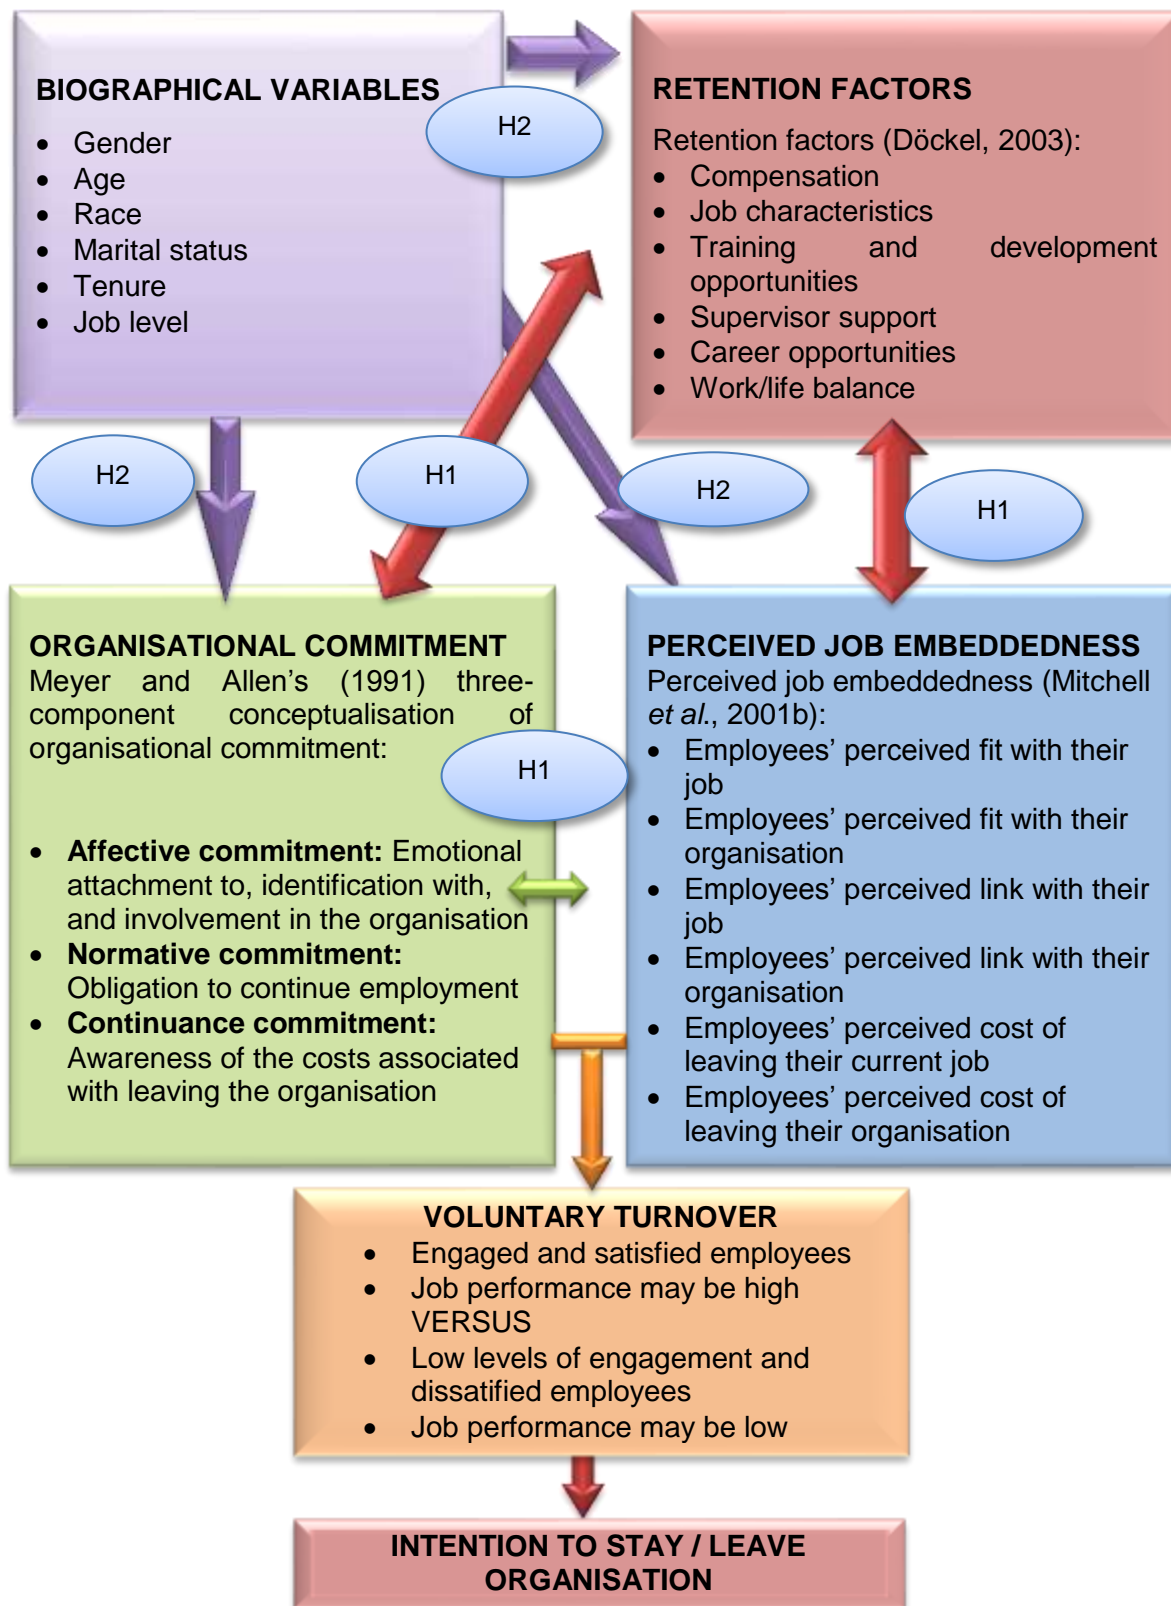 BIOGRAPHICAL VARIABLES
• Gender
• Age
• Race
• Marital status
• Tenure
• Job level
H2
RETENTION FACTORS
Retention factors (Döckel, 2003):
• Compensation
• Job characteristics
• Training and development
opportunities
• Supervisor support
• Career opportunities
• Work/life balance
H2
H1
H2
H1
ORGANISATIONAL COMMITMENT
Meyer and Allen’s (1991) three-
component conceptualisation of
organisational commitment:
• Affective commitment: Emotional
attachment to, identification with,
and involvement in the organisation
• Normative commitment:
Obligation to continue employment
• Continuance commitment:
Awareness of the costs associated
with leaving the organisation
H1
PERCEIVED JOB EMBEDDEDNESS
Perceived job embeddedness (Mitchell
et al., 2001b):
• Employees’ perceived fit with their
job
• Employees’ perceived fit with their
organisation
• Employees’ perceived link with their
job
• Employees’ perceived link with their
organisation
• Employees’ perceived cost of
leaving their current job
• Employees’ perceived cost of
leaving their organisation
VOLUNTARY TURNOVER
• Engaged and satisfied employees
• Job performance may be high
VERSUS
• Low levels of engagement and
dissatified employees
• Job performance may be low
INTENTION TO STAY / LEAVE
ORGANISATION